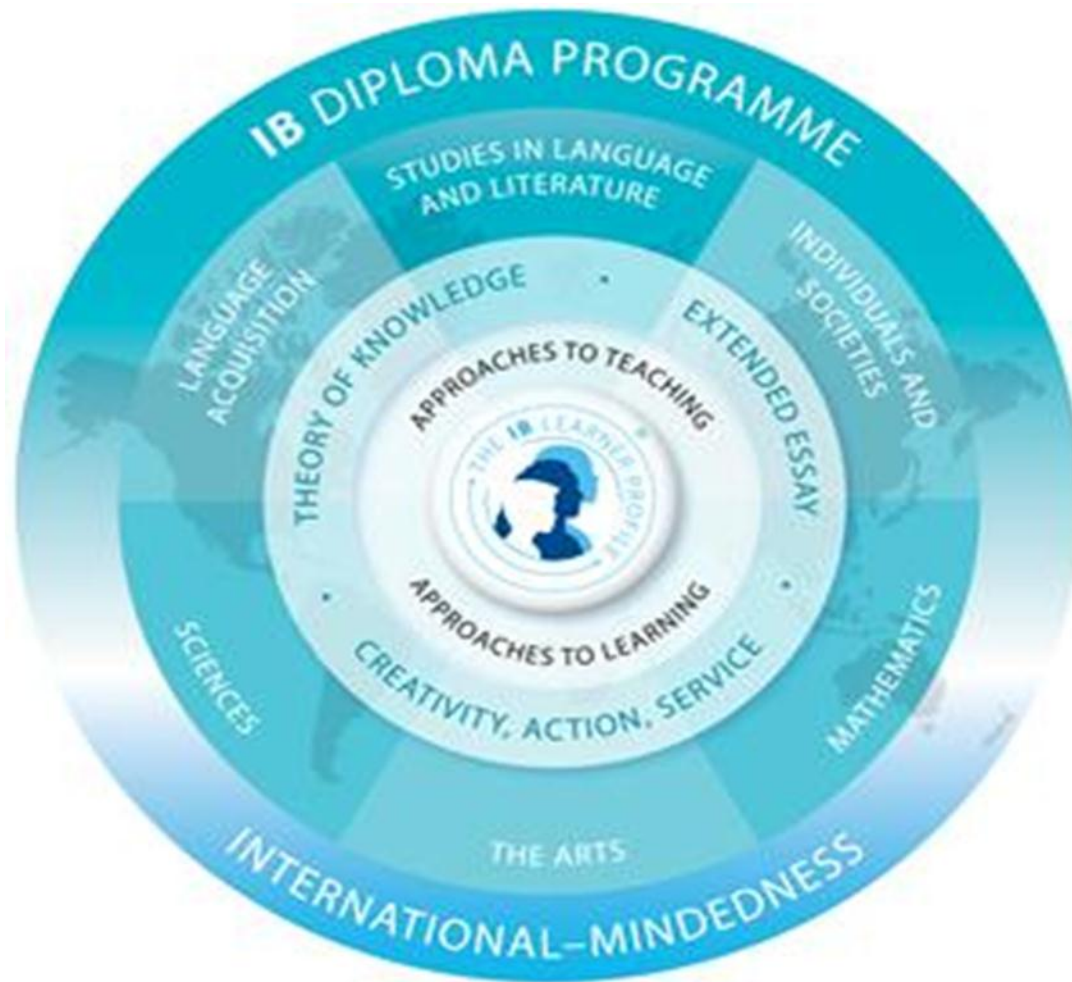 IB DIPLOMA PROGRAMME
STUDIES IN LANGUAGE
AND LITERATURE
LANGUAGE
ACQUISITION
INDIVIDUALS AND
SOCIETIES
THEORY OF KNOWLEDGE
EXTENDED ESSAY
APPROACHES TO TEACHING
THE IB LEARNER PROFILE
APPROACHES TO LEARNING
CREATIVITY, ACTION, SERVICE
SCIENCES
MATHEMATICS
THE ARTS
INTERNATIONAL–MINDEDNESS